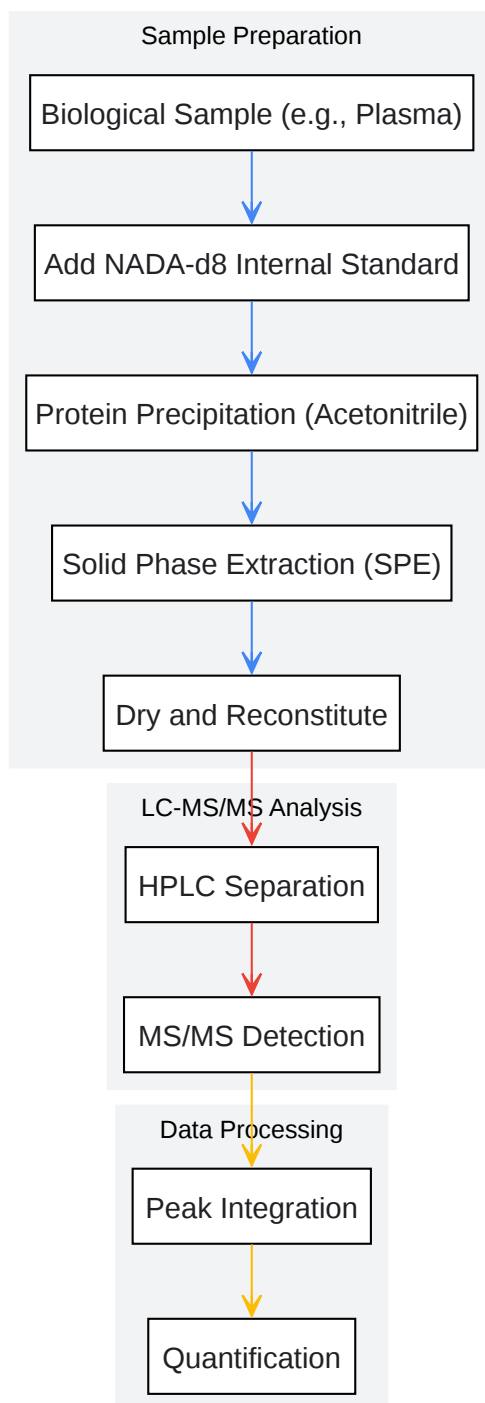 Sample Preparation
Biological Sample (e.g., Plasma)
Add NADA-d8 Internal Standard
Protein Precipitation (Acetonitrile)
Solid Phase Extraction (SPE)
Dry and Reconstitute
LC-MS/MS Analysis
HPLC Separation
MS/MS Detection
Data Processing
Peak Integration
Quantification